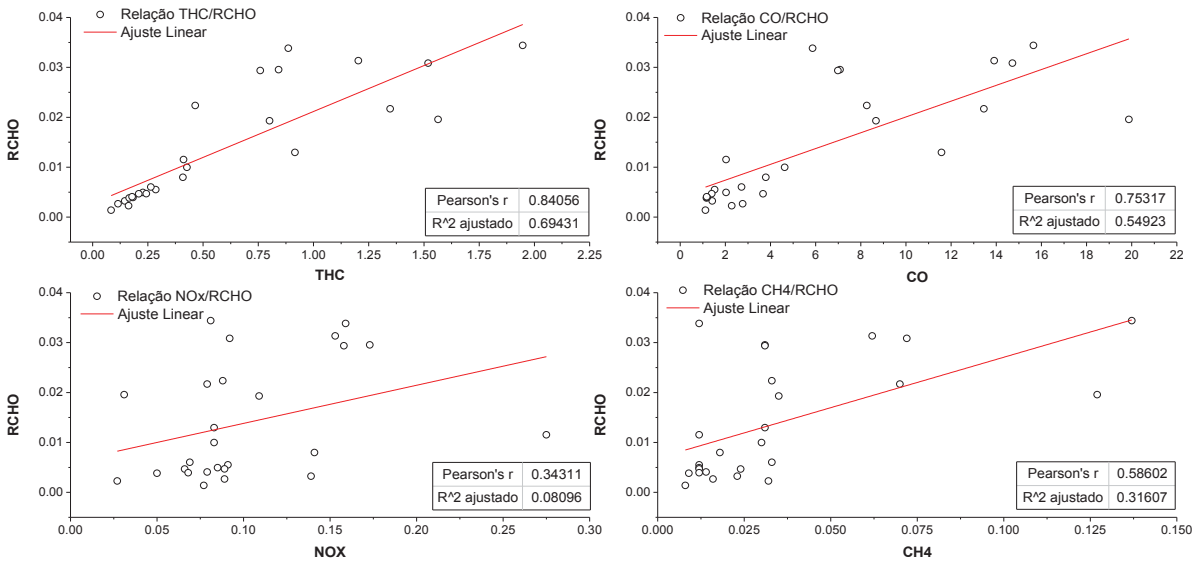 Relação THC/RCHO
Ajuste Linear
0.04
0.03
0.02
0.01
0.00
RCHO
Pearson's r 0.84056
R^2 ajustado 0.69431
0.00 0.25 0.50 0.75 1.00 1.25 1.50 1.75 2.00 2.25
THC
Relação CO/RCHO
Ajuste Linear
0.04
0.03
0.02
0.01
0.00
RCHO
Pearson's r 0.75317
R^2 ajustado 0.54923
0 2 4 6 8 10 12 14 16 18 20 22
CO
Relação NOx/RCHO
Ajuste Linear
0.04
0.03
0.02
0.01
0.00
RCHO
Pearson's r 0.34311
R^2 ajustado 0.08096
0.00 0.05 0.10 0.15 0.20 0.25 0.30
NOX
Relação CH4/RCHO
Ajuste Linear
0.04
0.03
0.02
0.01
0.00
RCHO
Pearson's r 0.58602
R^2 ajustado 0.31607
0.000 0.025 0.050 0.075 0.100 0.125 0.150
CH4